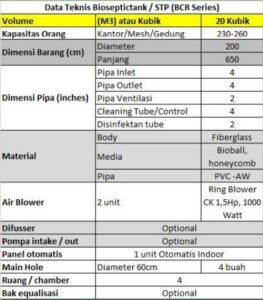 Data Teknis Bioseptictank / STP (BCR Series)
Volume (M3) atau Kubik 20 Kubik
Kapasitas Orang Kantor/Mesh/Gedung 230-260
Dimensi Barang (cm) Diameter 200
Panjang 650
Dimensi Pipa (inches) Pipa Inlet 4
Pipa Outlet 4
Pipa Ventilasi 2
Cleaning Tube/Control 4
Disinfektan tube 2
Material Body Fiberglass
Media Bioball, honeycomb
Pipa PVC -AW
Air Blower 2 unit Ring Blower CK 1,5Hp, 1000 Watt
Difusser Optional
Pompa intake / out Optional
Panel otomatis 1 unit Otomatis Indoor
Main Hole Diameter 60cm 4 buah
Ruang / chamber 4
Bak equalisasi Optional